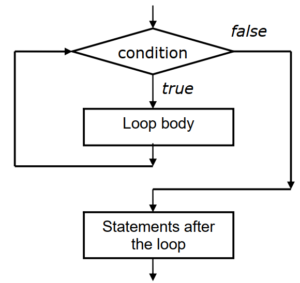 false
condition
true
Loop body
Statements after
the loop